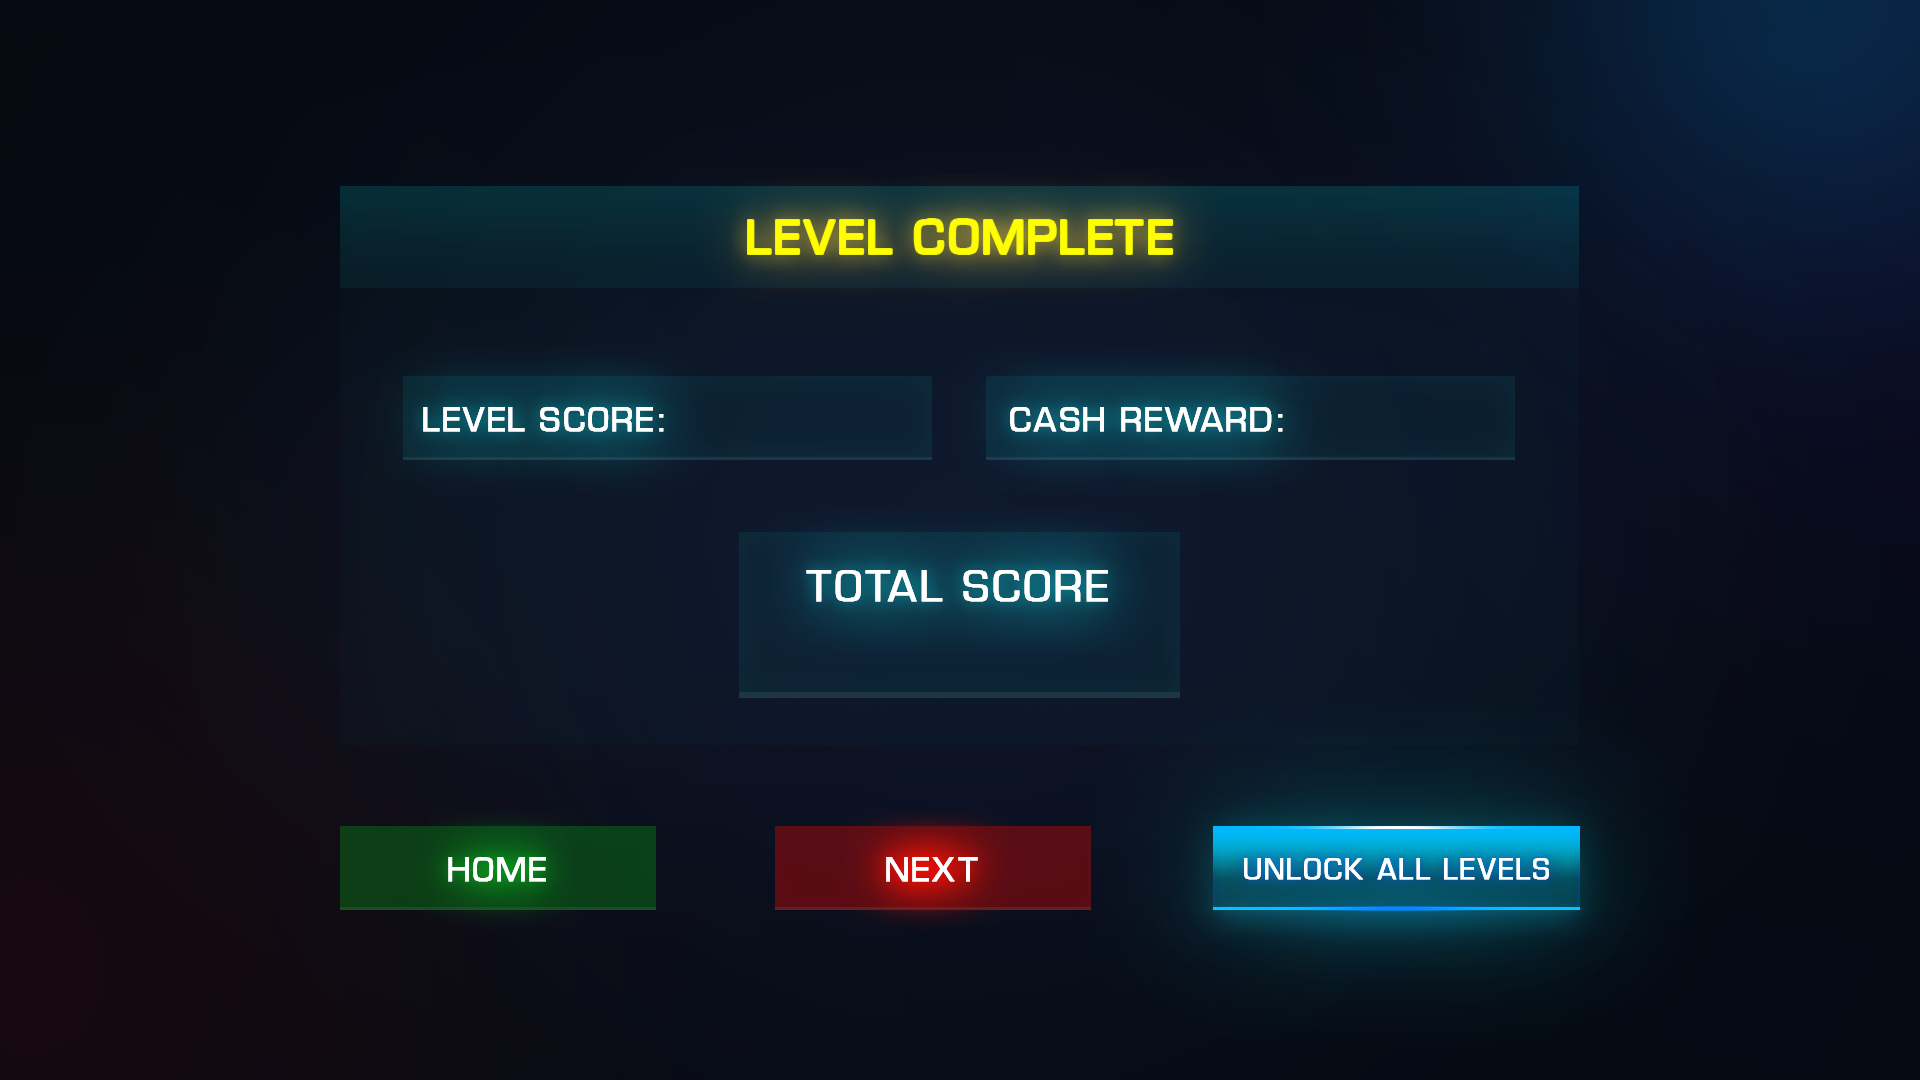 LEVEL COMPLETE
LEVEL SCORE:
CASH REWARD:
TOTAL SCORE
HOME
NEXT
UNLOCK ALL LEVELS